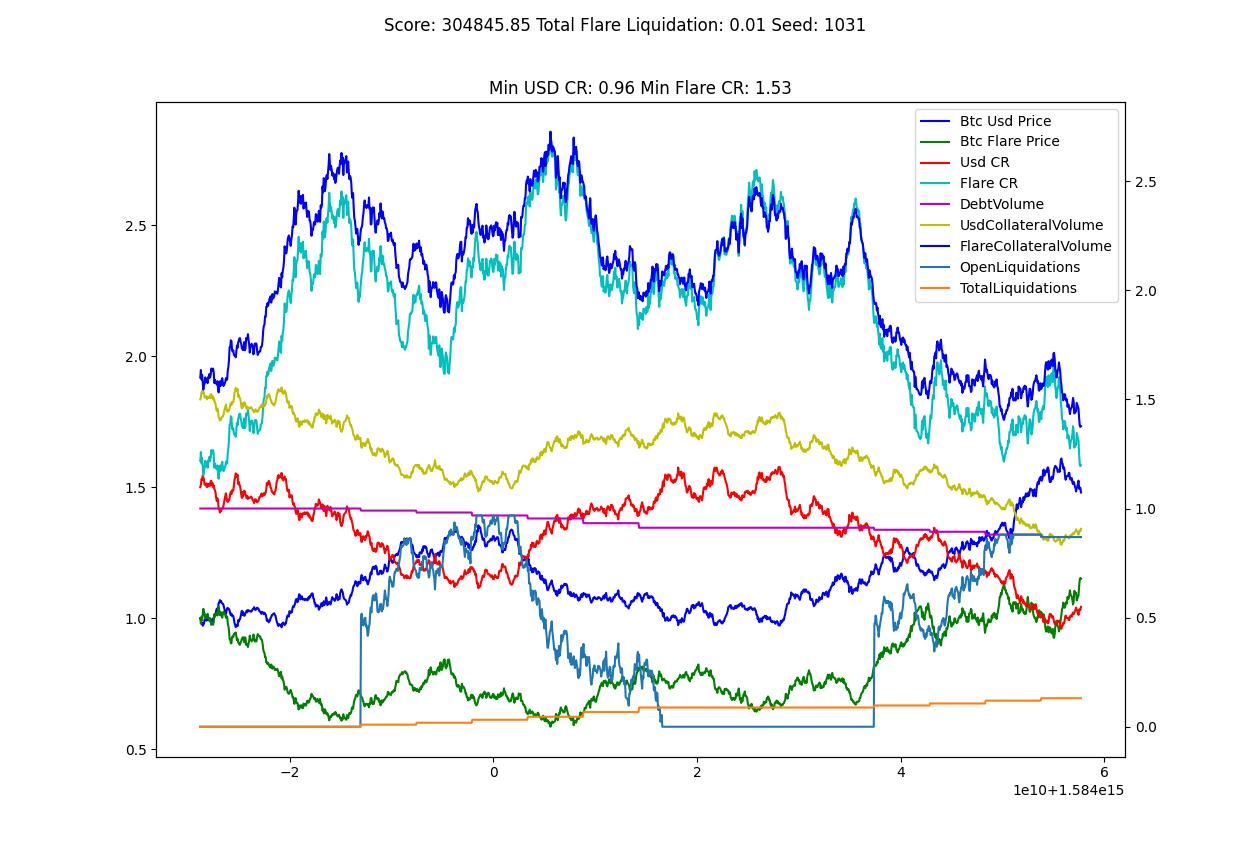 Score: 304845.85 Total Flare Liquidation: 0.01 Seed: 1031
Min USD CR: 0.96 Min Flare CR: 1.53
Btc Usd Price
Btc Flare Price
Usd CR
Flare CR
DebtVolume
UsdCollateralVolume
FlareCollateralVolume
OpenLiquidations
TotalLiquidations
2.5
2.0
1.5
1.0
0.5
2.5
2.0
1.5
1.0
0.5
0.0
−2 0 2 4 6
1e10+1.584e15